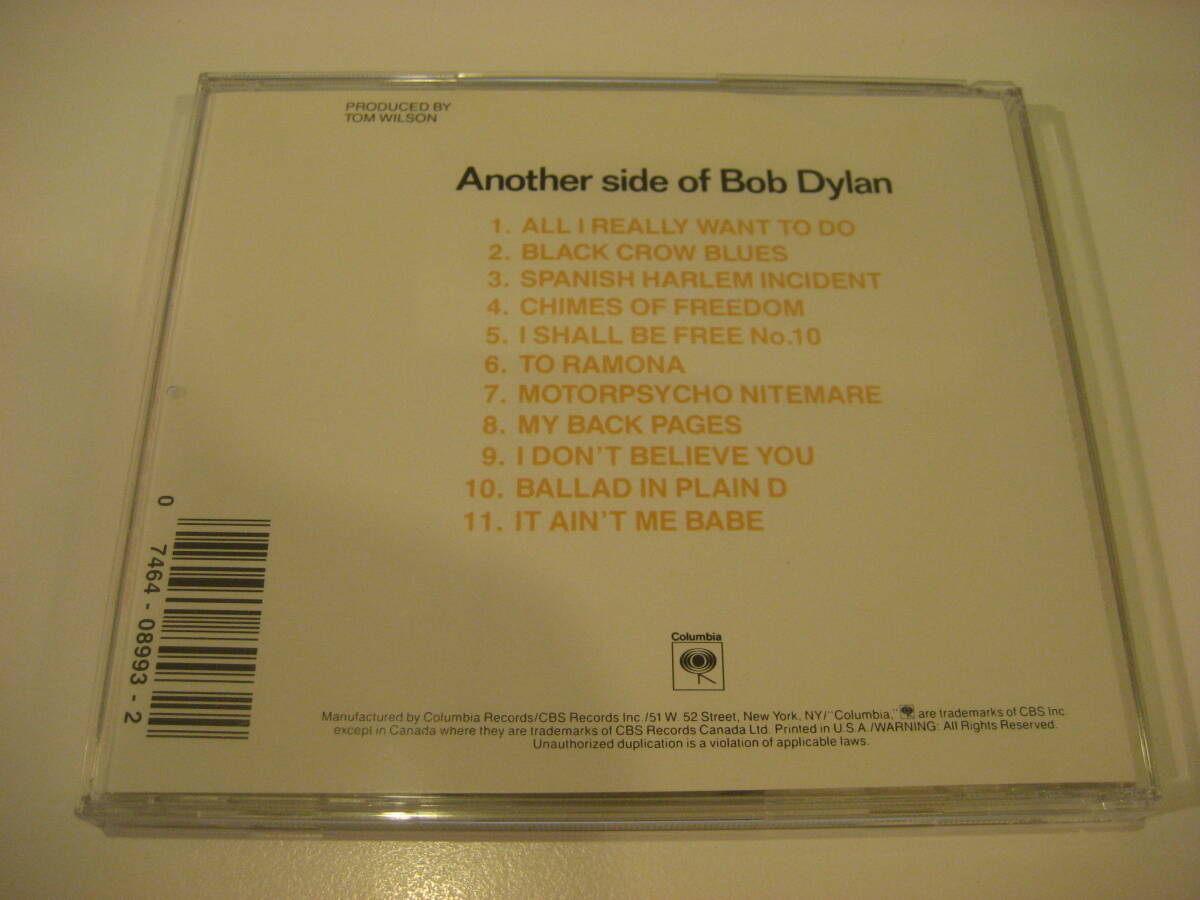 PRODUCED BY
TOM WILSON
Another side of Bob Dylan
1. ALL I REALLY WANT TO DO
2. BLACK CROW BLUES
3. SPANISH HARLEM INCIDENT
4. CHIMES OF FREEDOM
5. I SHALL BE FREE No.10
6. TO RAMONA
7. MOTORPSYCHO NITEMARE
8. MY BACK PAGES
9. I DON'T BELIEVE YOU
10. BALLAD IN PLAIN D
11. IT AIN'T ME BABE
0 7464-08993-2
Columbia
Manufactured by Columbia Records/CBS Records Inc./51 W. 52 Street, New York, NY/"Columbia," are trademarks of CBS Inc.
except in Canada where they are trademarks of CBS Records Canada Ltd. Printed in U.S.A./WARNING: All Rights Reserved.
Unauthorized duplication is a violation of applicable laws.